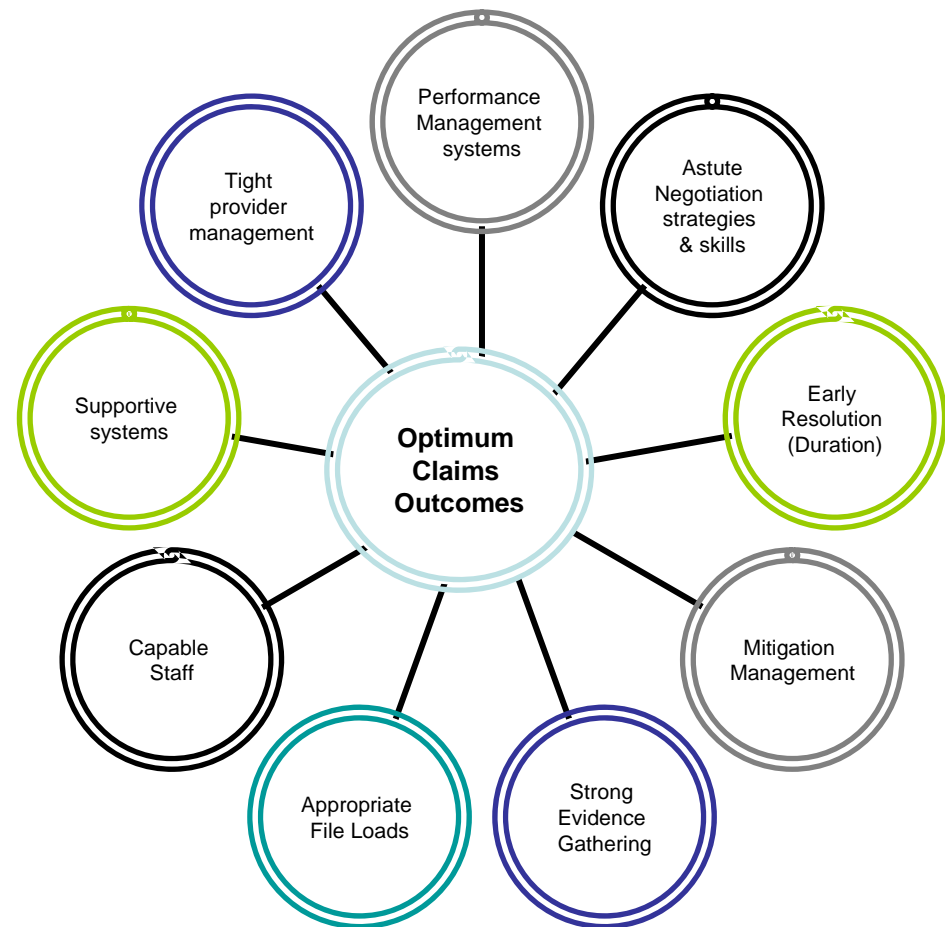 Performance
Management
systems
Astute
Negotiation
strategies
& skills
Early
Resolution
(Duration)
Mitigation
Management
Strong
Evidence
Gathering
Appropriate
File Loads
Capable
Staff
Supportive
systems
Tight
provider
management
Optimum
Claims
Outcomes